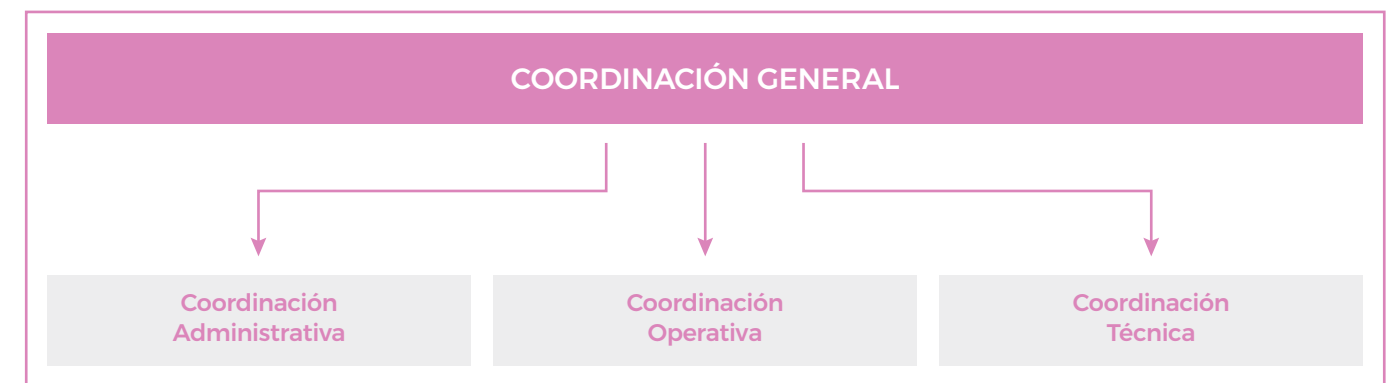 COORDINACIÓN GENERAL
Coordinación
Administrativa
Coordinación
Operativa
Coordinación
Técnica